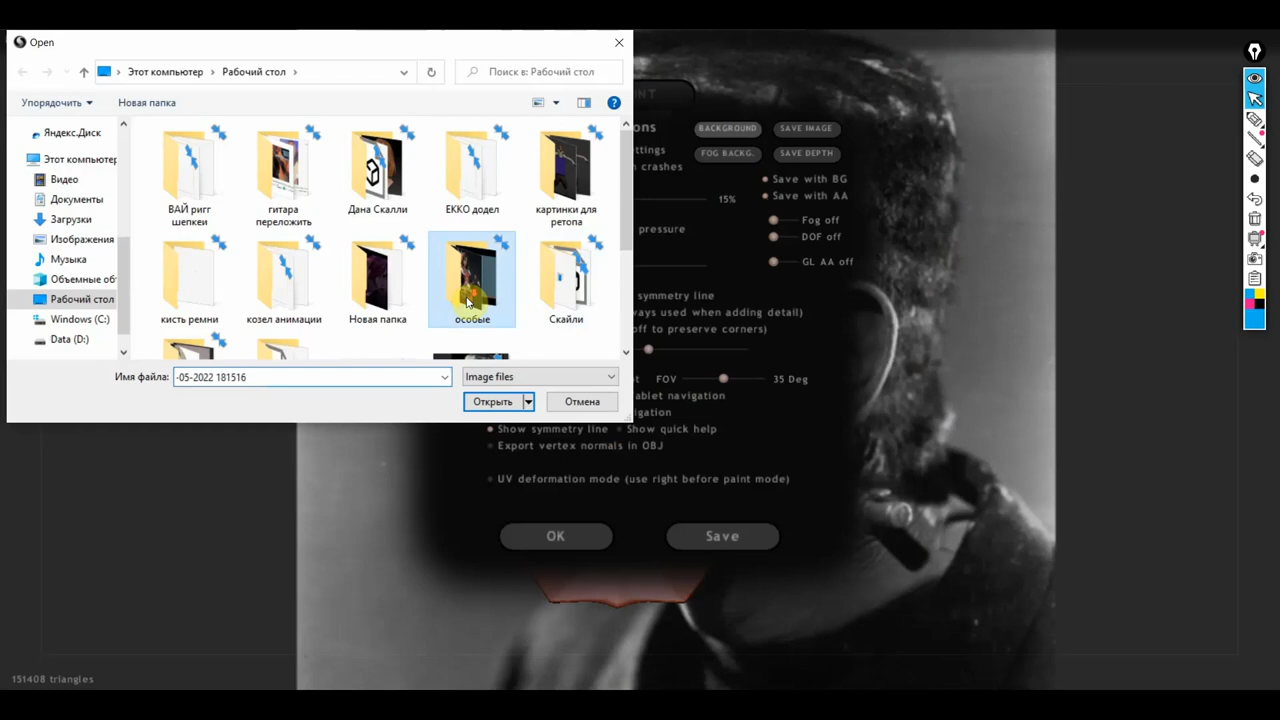 Open
Этот компьютер
Рабочий стол
Поиск в: Рабочий стол
Упорядочить
Новая папка
Яндекс.Диск
Этот компьютер
Видео
Документы
Загрузки
Изображения
Музыка
Объемные об
Рабочий стол
Windows (C:)
Data (D:)
ВАЙ ригг шепкеи
гитара переложить
Дана Скалли
ЕККО додел
картинки для ретопа
кисть ремни
козел анимации
Новая папка
особые
Скайли
Имя файла:
-05-2022 181516
Image files
Открыть
Отмена
BACKGROUND
SAVE IMAGE
FOG BACKG.
SAVE DEPTH
crashes
Save with BG
Save with AA
15%
pressure
Fog off
DOF off
GL AA off
symmetry line
used when adding detail)
off to preserve corners)
FOV
35 Deg
navigation
Show symmetry line
Show quick help
Export vertex normals in OBJ
UV deformation mode (use right before paint mode)
OK
Save
151408 triangles